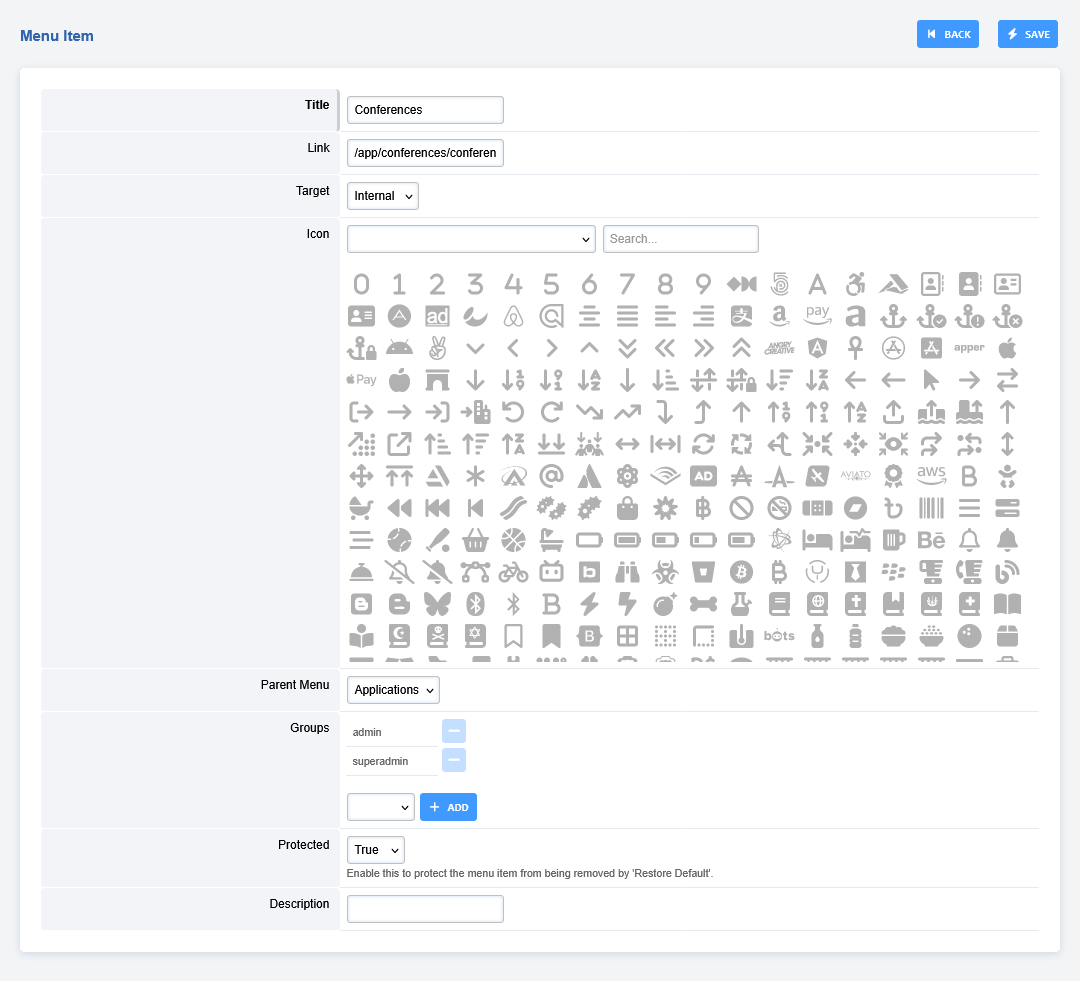 Menu Item
BACK
SAVE
Title
Conferences
Link
/app/conferences/conferen
Target
Internal
Icon
Search...
0 1 2 3 4 5 6 7 8 9 A
ad a pay a
ANGRY CREATIVE A apper
Pay
AD AVIATO aws B
Bē
b
B B
B bots
Parent Menu
Applications
Groups
admin
superadmin
ADD
Protected
True
Enable this to protect the menu item from being removed by 'Restore Default'.
Description